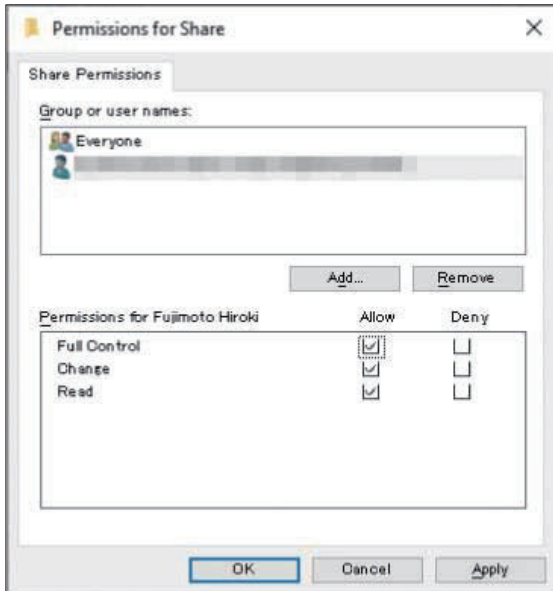 Permissions for Share
Share Permissions
Group or user names:
Everyone
Add...
Remove
Permissions for Fujimoto Hiroki Allow Deny
Full Control
Change
Read
OK Cancel Apply